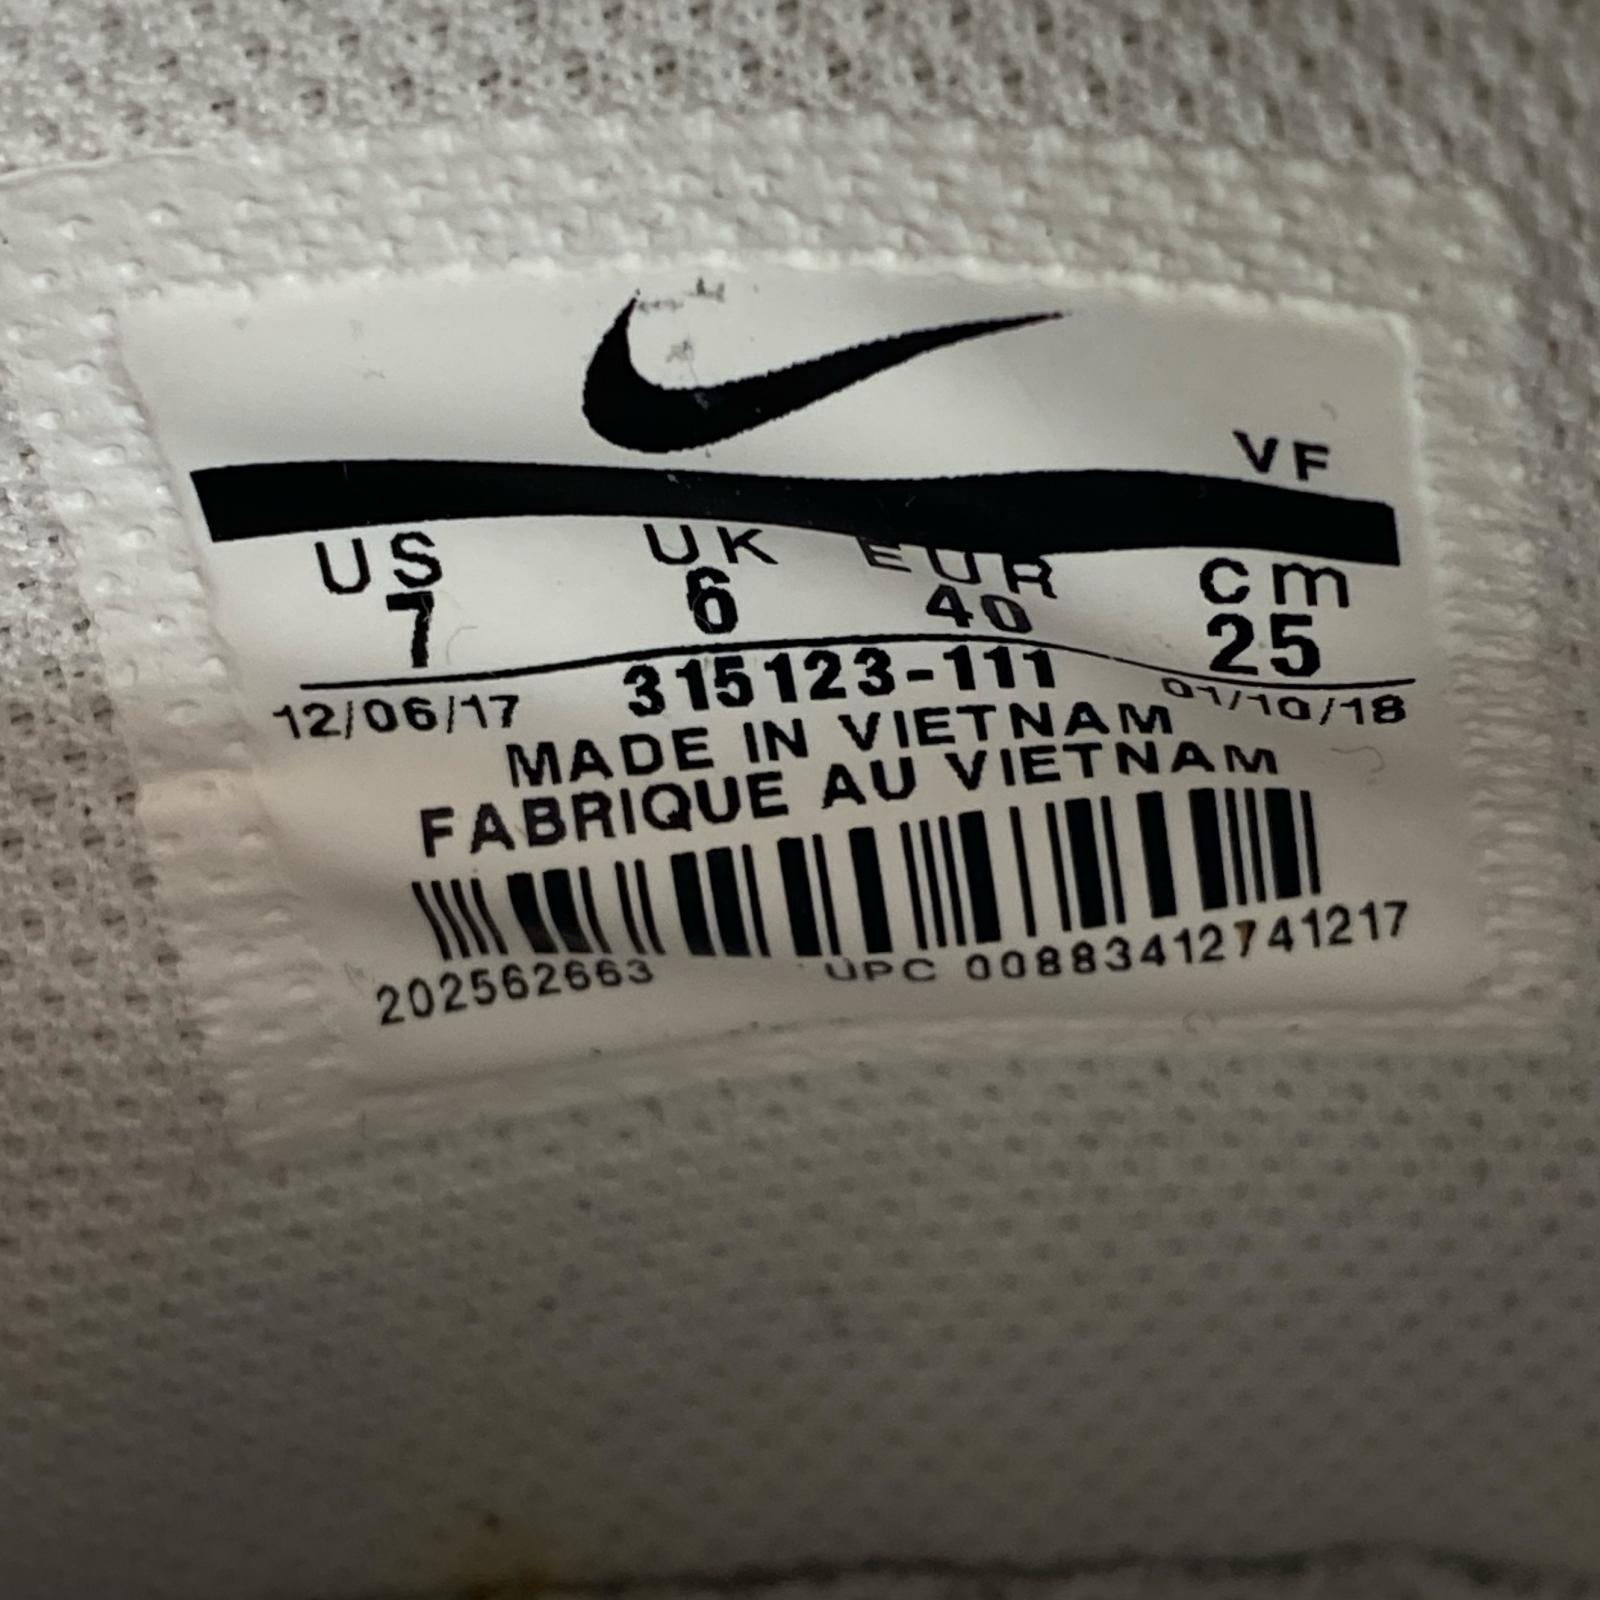 VF
US UK EUR cm
7 6 40 25
12/06/17 315123-111 01/10/18
MADE IN VIETNAM
FABRIQUE AU VIETNAM
202562663 UPC 00883412741217